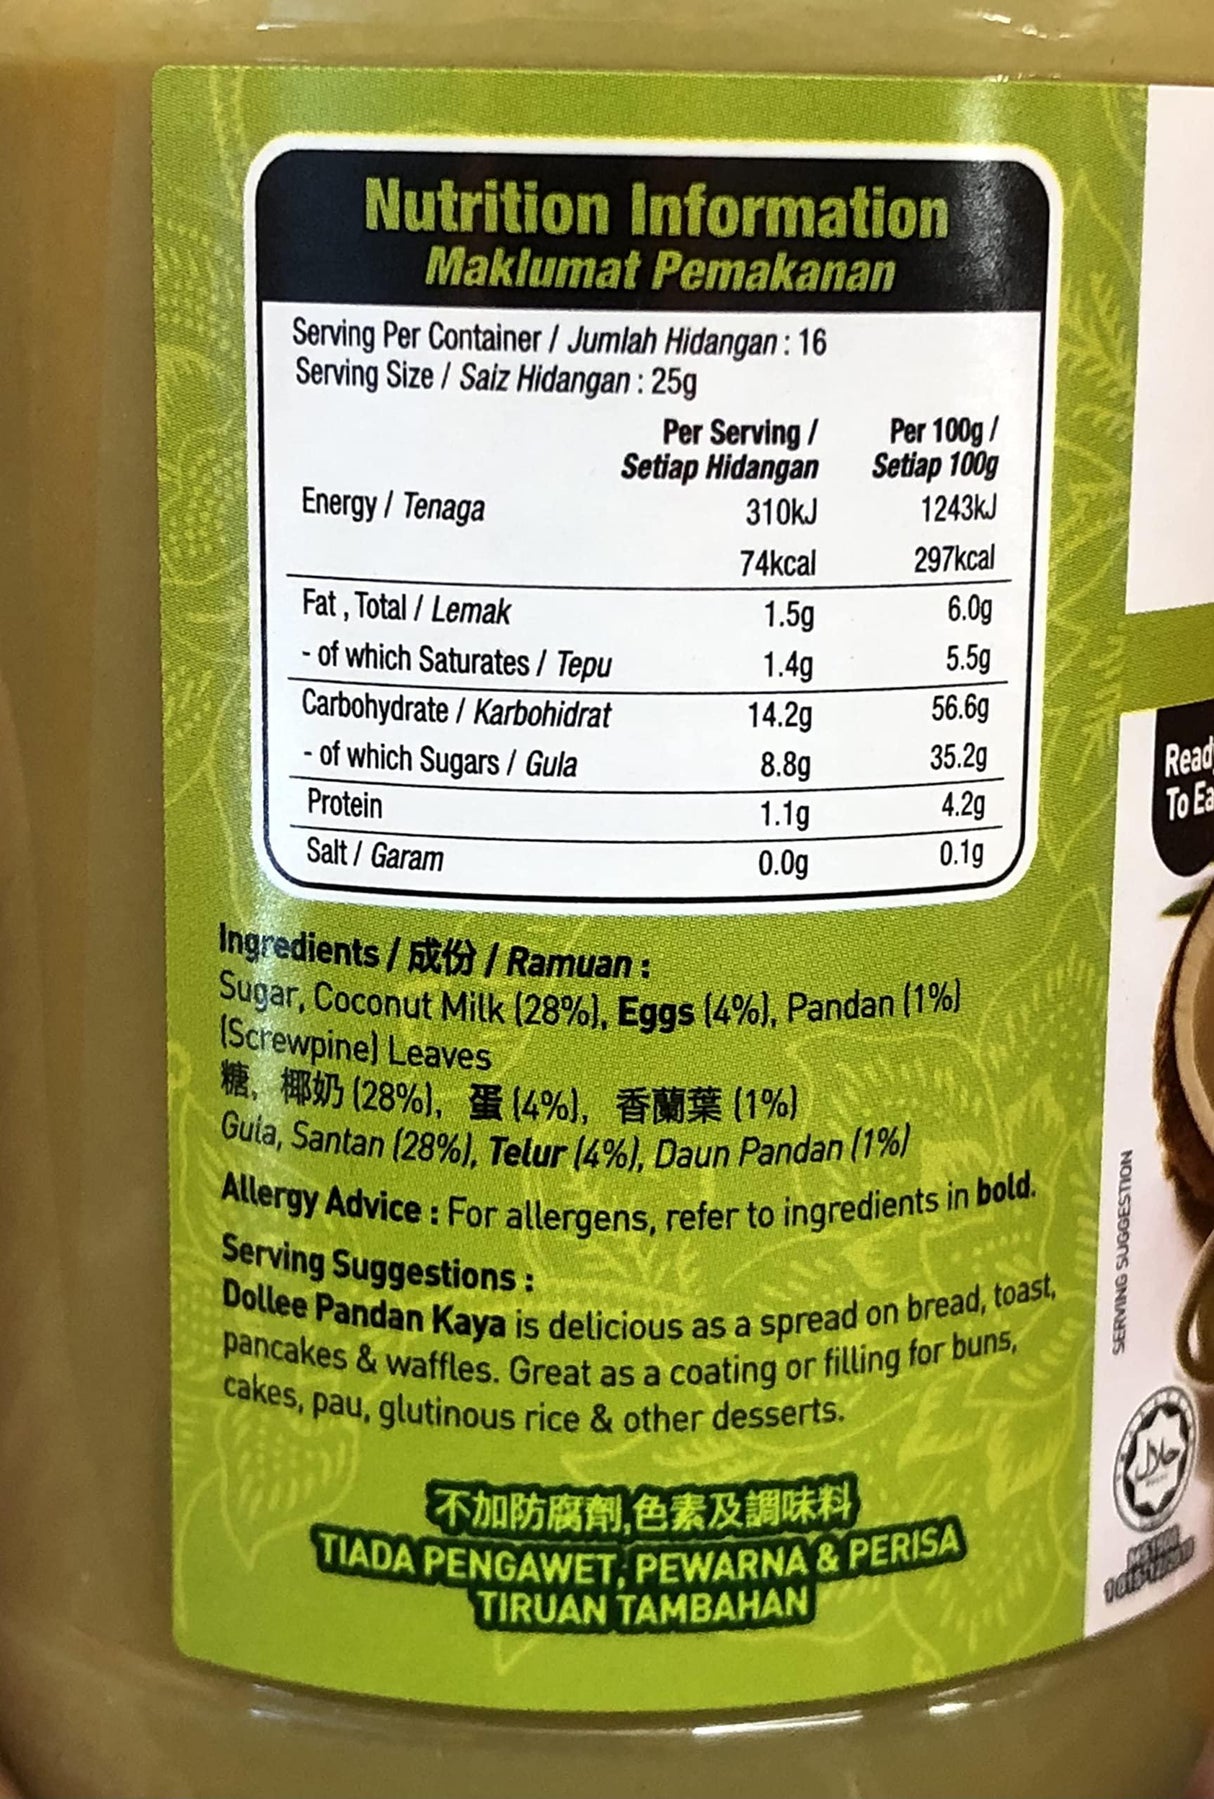 Nutrition Information
Maklumat Pemakanan
Serving Per Container / Jumlah Hidangan : 16
Serving Size / Saiz Hidangan : 25g
Per Serving / Per 100g /
Setiap Hidangan Setiap 100g
Energy / Tenaga 310kJ 1243kJ
74kcal 297kcal
Fat , Total / Lemak 1.5g 6.0g
- of which Saturates / Tepu 1.4g 5.5g
Carbohydrate / Karbohidrat 14.2g 56.6g
- of which Sugars / Gula 8.8g 35.2g
Protein 1.1g 4.2g
Salt / Garam 0.0g 0.1g
Ingredients / 成份 / Ramuan :
Sugar, Coconut Milk (28%), Eggs (4%), Pandan (1%)
(Screwpine) Leaves
糖, 椰奶 (28%), 蛋 (4%), 香蘭葉 (1%)
Gula, Santan (28%), Telur (4%), Daun Pandan (1%)
Allergy Advice : For allergens, refer to ingredients in bold.
Serving Suggestions :
Dollee Pandan Kaya is delicious as a spread on bread, toast,
pancakes & waffles. Great as a coating or filling for buns,
cakes, pau, glutinous rice & other desserts.
不加防腐劑,色素及調味料
TIADA PENGAWET, PEWARNA & PERISA
TIRUAN TAMBAHAN
Read
To Ea
SERVING SUGGESTION
حلال